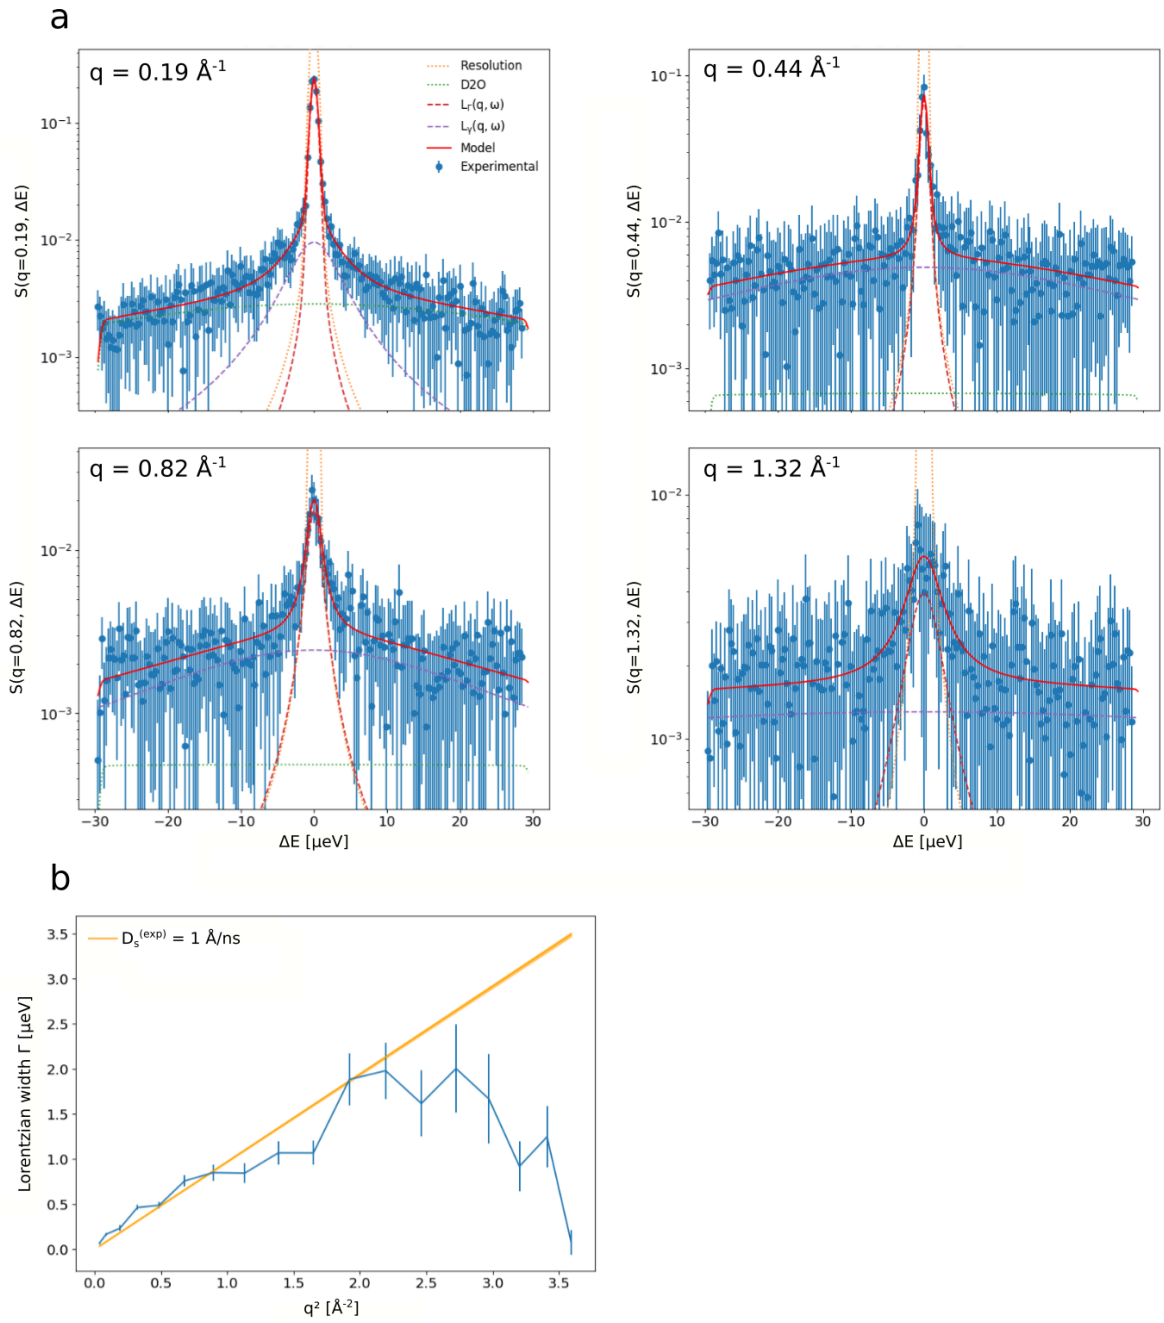 a
q = 0.19 Å⁻¹
Resolution
D2O
L_Γ(q, ω)
L_γ(q, ω)
Model
Experimental
10⁻¹
10⁻²
10⁻³
S(q=0.19, ΔE)
q = 0.44 Å⁻¹
10⁻¹
10⁻²
10⁻³
S(q=0.44, ΔE)
q = 0.82 Å⁻¹
10⁻²
10⁻³
S(q=0.82, ΔE)
−30 −20 −10 0 10 20 30
ΔE [μeV]
q = 1.32 Å⁻¹
10⁻²
10⁻³
S(q=1.32, ΔE)
−30 −20 −10 0 10 20 30
ΔE [μeV]
b
D_s^(exp) = 1 Å/ns
3.5
3.0
2.5
2.0
1.5
1.0
0.5
0.0
Lorentzian width Γ [μeV]
0.0 0.5 1.0 1.5 2.0 2.5 3.0 3.5
q² [Å⁻²]